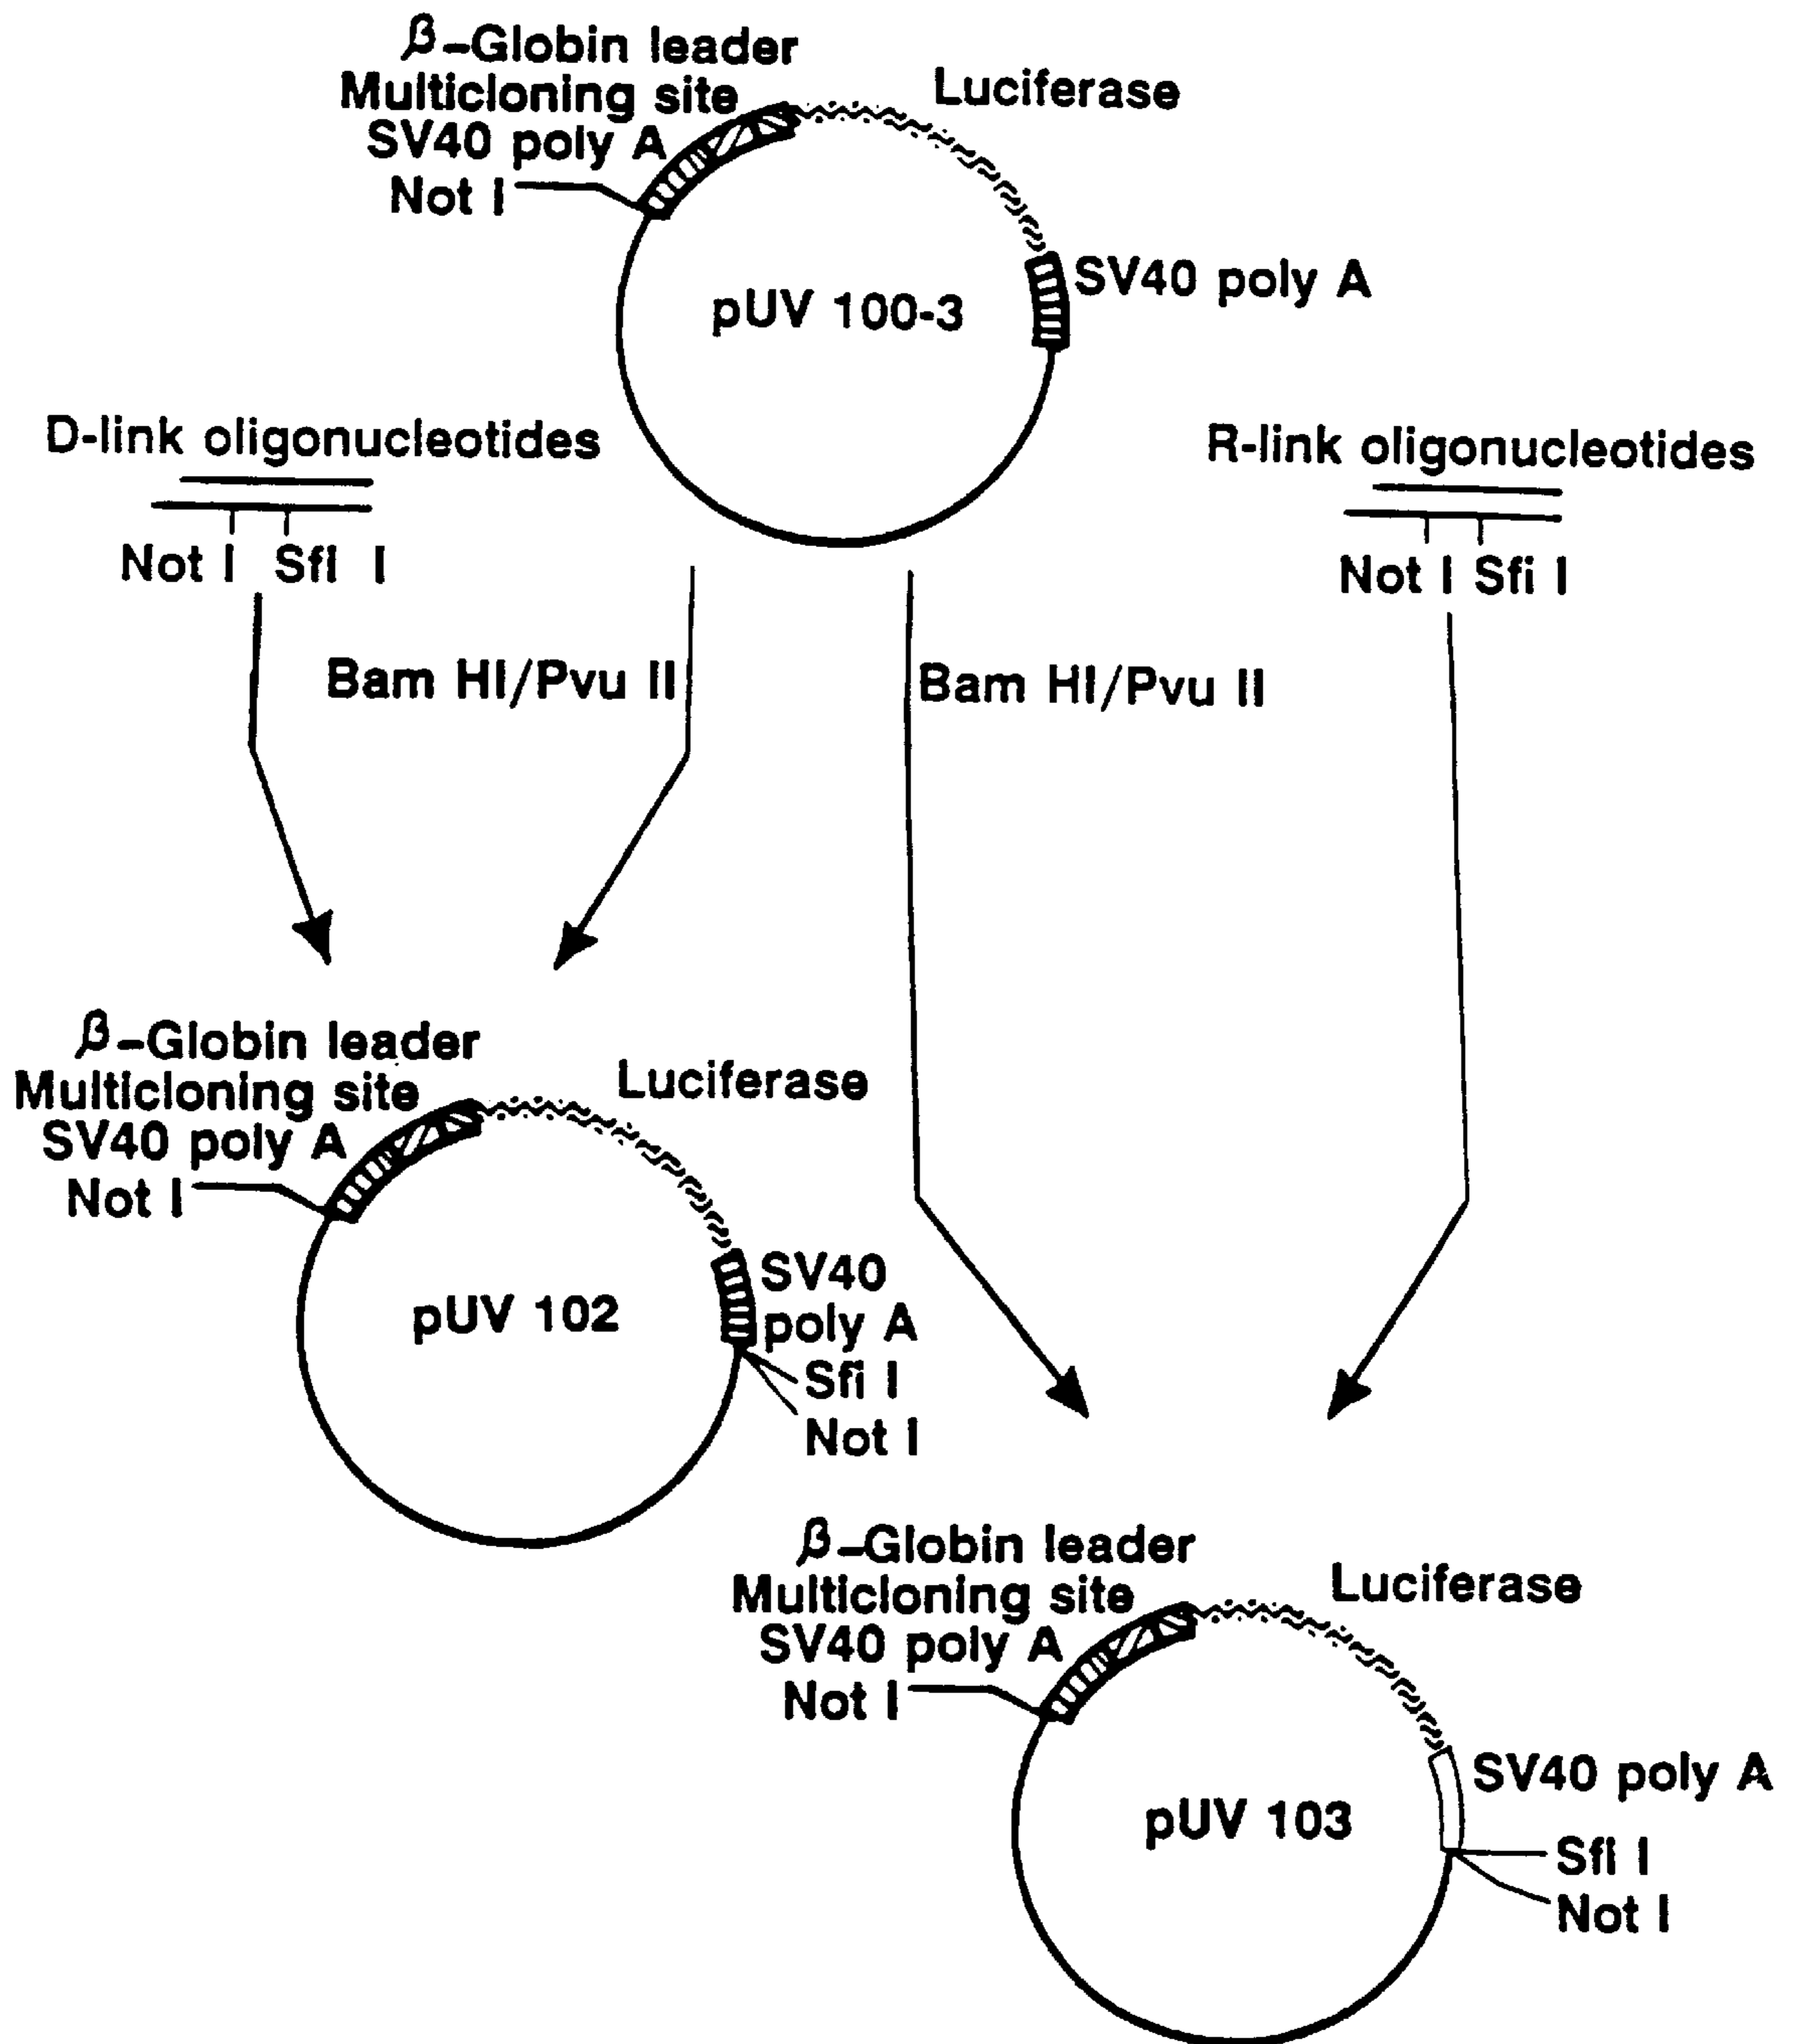 β-Globin leader
Multicloning site
SV40 poly A
Not I
Luciferase
SV40 poly A
pUV 100-3
D-link oligonucleotides
Not I SfI I
R-link oligonucleotides
Not I Sfi I
Bam HI/Pvu II
Bam HI/Pvu II
β-Globin leader
Multicloning site
SV40 poly A
Not I
Luciferase
SV40
poly A
Sfi I
Not I
pUV 102
β-Globin leader
Multicloning site
SV40 poly A
Not I
Luciferase
SV40 poly A
Sfi I
Not I
pUV 103